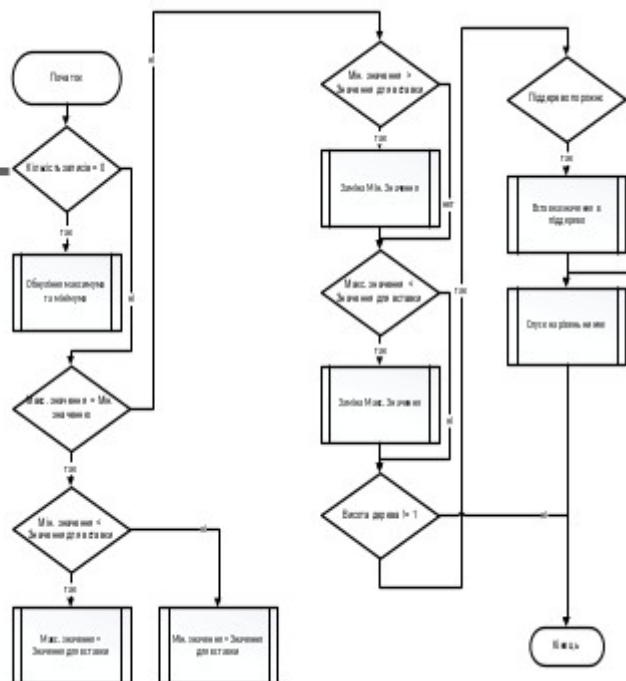 Початок
Кількість записів = 0
так
ні
Обнуління максимума
та мінімума
Макс. значення = Мін.
значення
ні
так
Мін. значення <
Значення для вставки
ні
так
Макс. значення =
Значення для вставки
Мін. значення = Значення
для вставки
Мін. значення >
Значення для вставки
так
нет
Заміна Мін. Значення
Макс. значення <
Значення для вставки
так
ні
Заміна Макс. Значення
Висота дерева != 1
так
ні
Піддерево порожнє
так
Вставка значення в
піддерево
Спуск на рівень нижче
Кінець